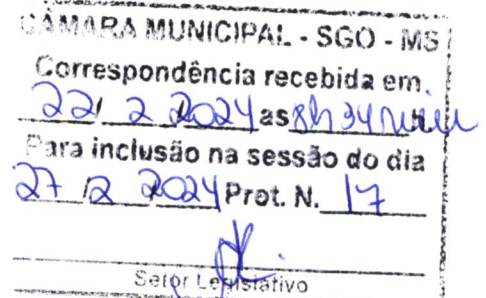 CÂMARA MUNICIPAL - SGO - MS
Correspondência recebida em
22/ 2 2024 as 8h34min
Para inclusão na sessão do dia
27 /2 2024 Prot. N. 17
Setor Legislativo